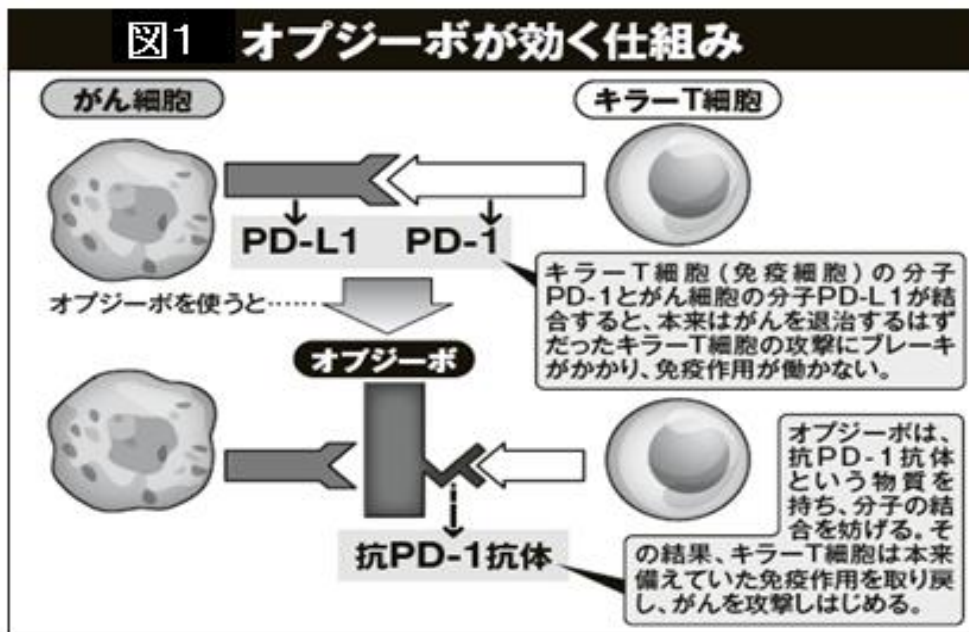 図1 オプジーボが効く仕組み
がん細胞
キラーT細胞
PD-L1 PD-1
キラーT細胞(免疫細胞)の分子
PD-1とがん細胞の分子PD-L1が結
合すると、本来はがんを退治するはず
だったキラーT細胞の攻撃にブレーキ
がかかり、免疫作用が働かない。
オプジーボを使うと……
オプジーボ
オプジーボは、
抗PD-1抗体
という物質を
持ち、分子の結
合を妨げる。そ
の結果、キラーT細胞は本来
備えていた免疫作用を取り戻
し、がんを攻撃しはじめる。
抗PD-1抗体